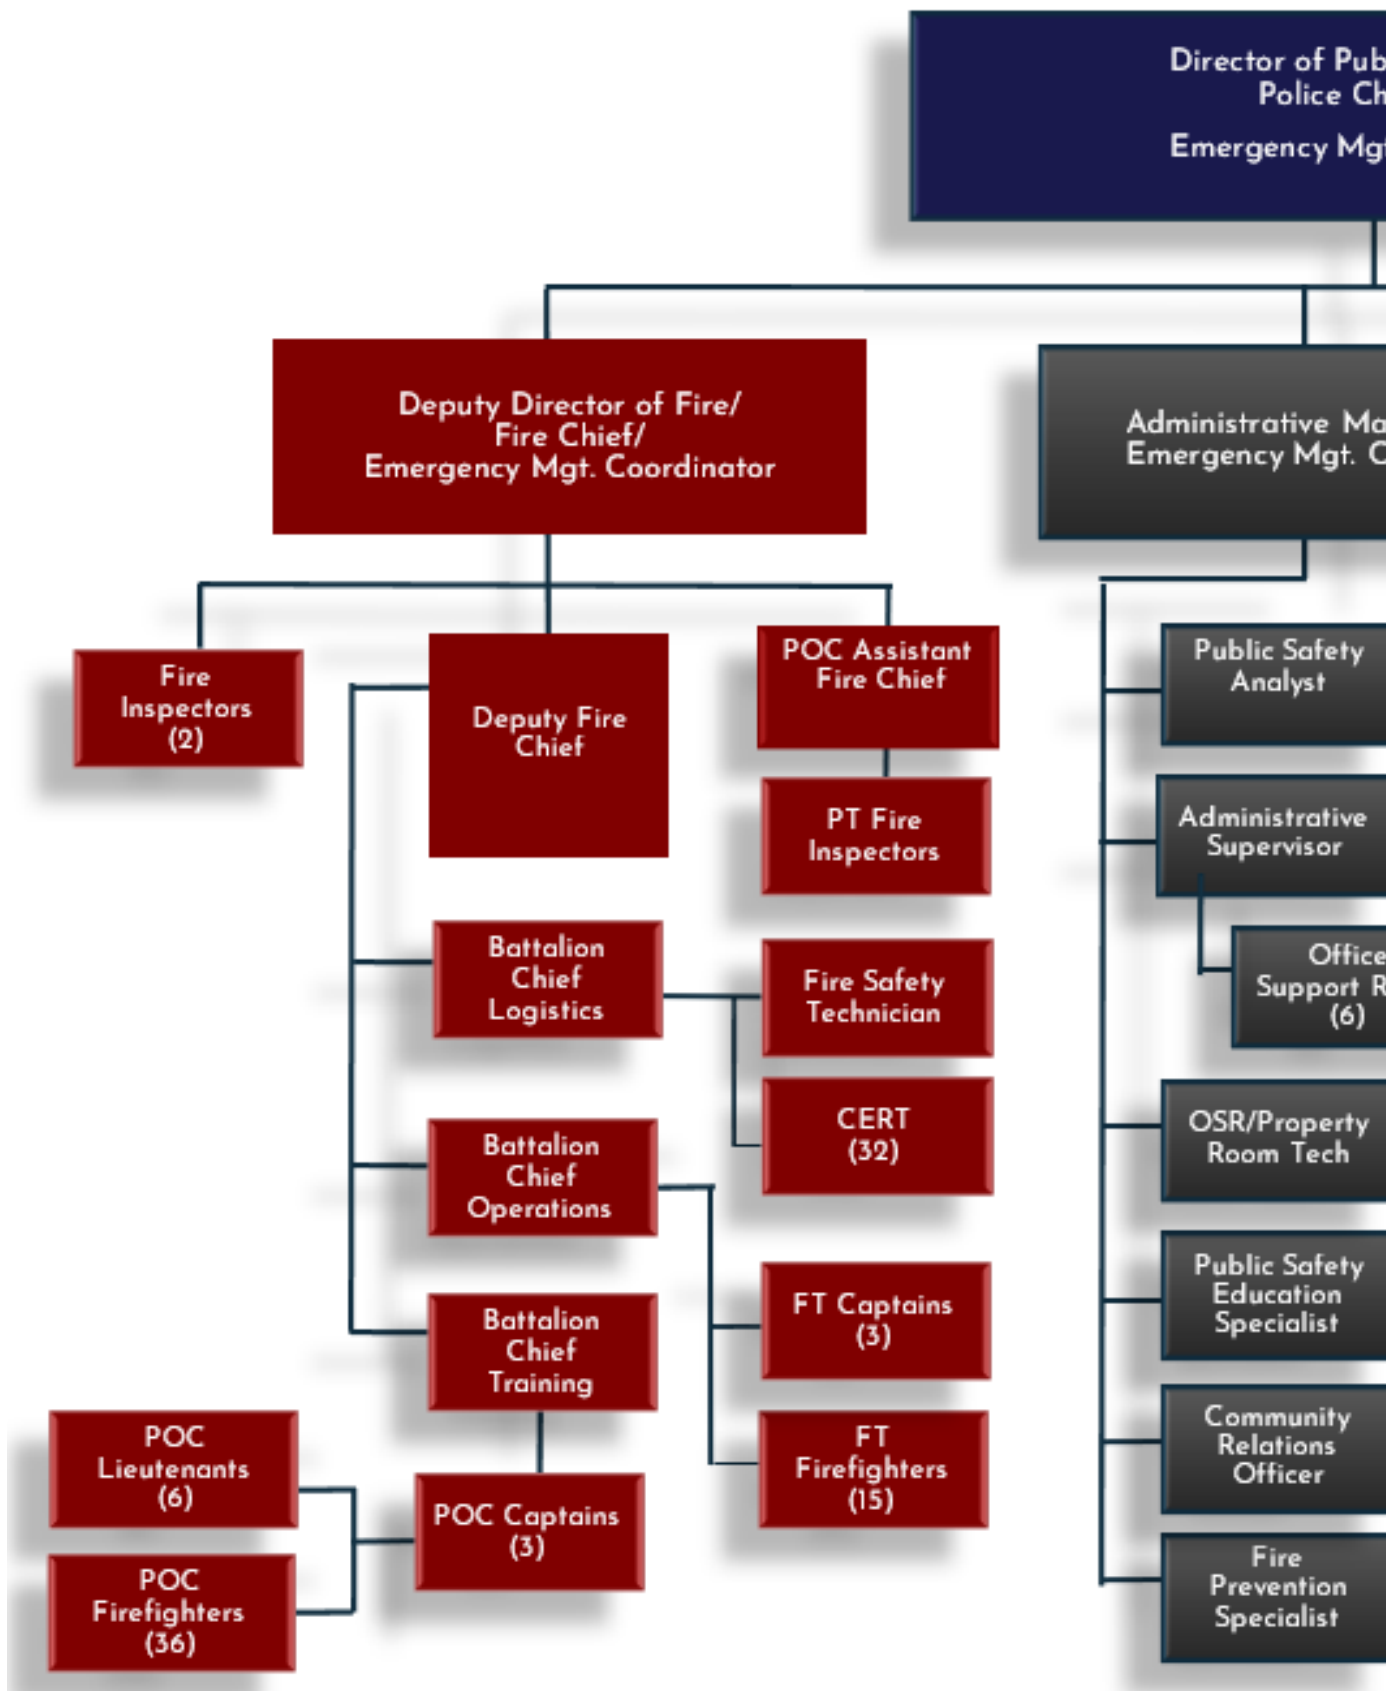 Director of Pub
Police Ch
Emergency Mgt
Deputy Director of Fire/
Fire Chief/
Emergency Mgt. Coordinator
Administrative Ma
Emergency Mgt. C
Fire
Inspectors
(2)
Deputy Fire
Chief
POC Assistant
Fire Chief
PT Fire
Inspectors
Battalion
Chief
Logistics
Fire Safety
Technician
CERT
(32)
Battalion
Chief
Operations
FT Captains
(3)
FT
Firefighters
(15)
Battalion
Chief
Training
POC Captains
(3)
POC
Lieutenants
(6)
POC
Firefighters
(36)
Public Safety
Analyst
Administrative
Supervisor
Office
Support R
(6)
OSR/Property
Room Tech
Public Safety
Education
Specialist
Community
Relations
Officer
Fire
Prevention
Specialist